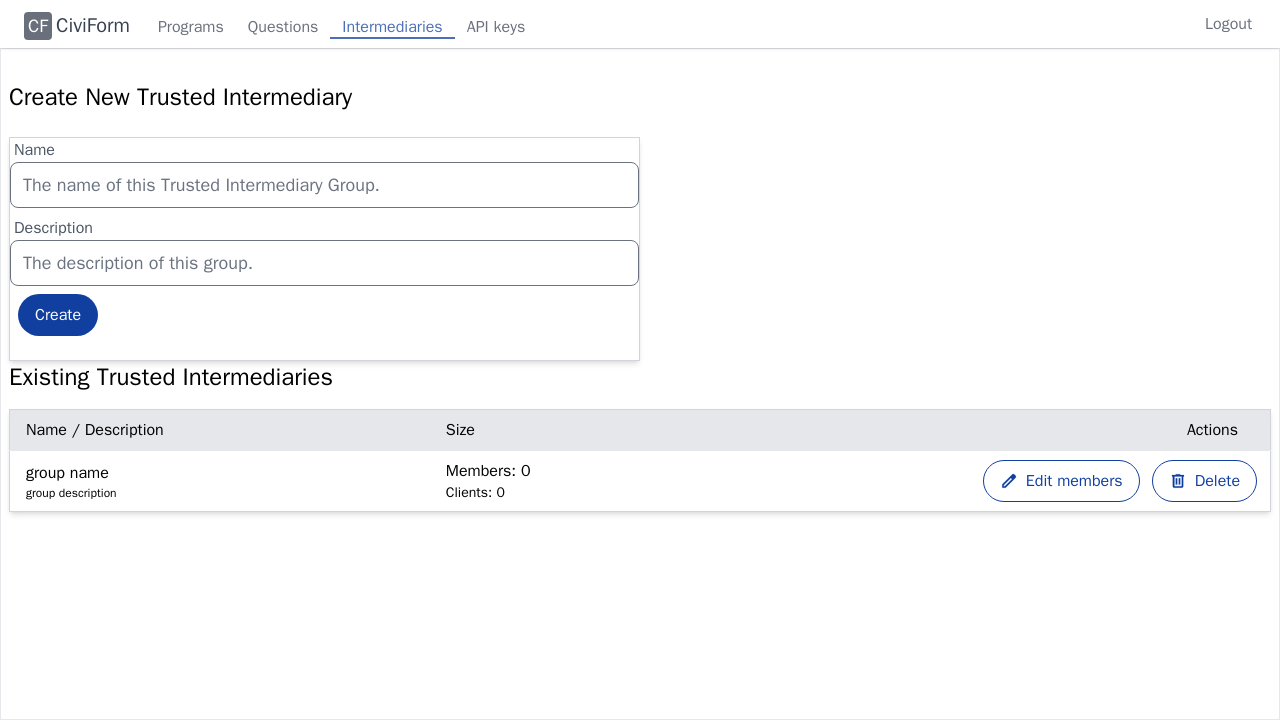 CF CiviForm Programs Questions Intermediaries API keys Logout
Create New Trusted Intermediary
Name
The name of this Trusted Intermediary Group.
Description
The description of this group.
Create
Existing Trusted Intermediaries
Name / Description Size Actions
group name Members: 0
group description Clients: 0
Edit members Delete